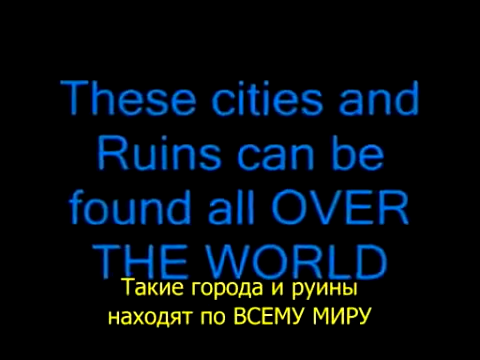 These cities and
Ruins can be
found all OVER
THE WORLD
Такие города и руины
находят по ВСЕМУ МИРУ